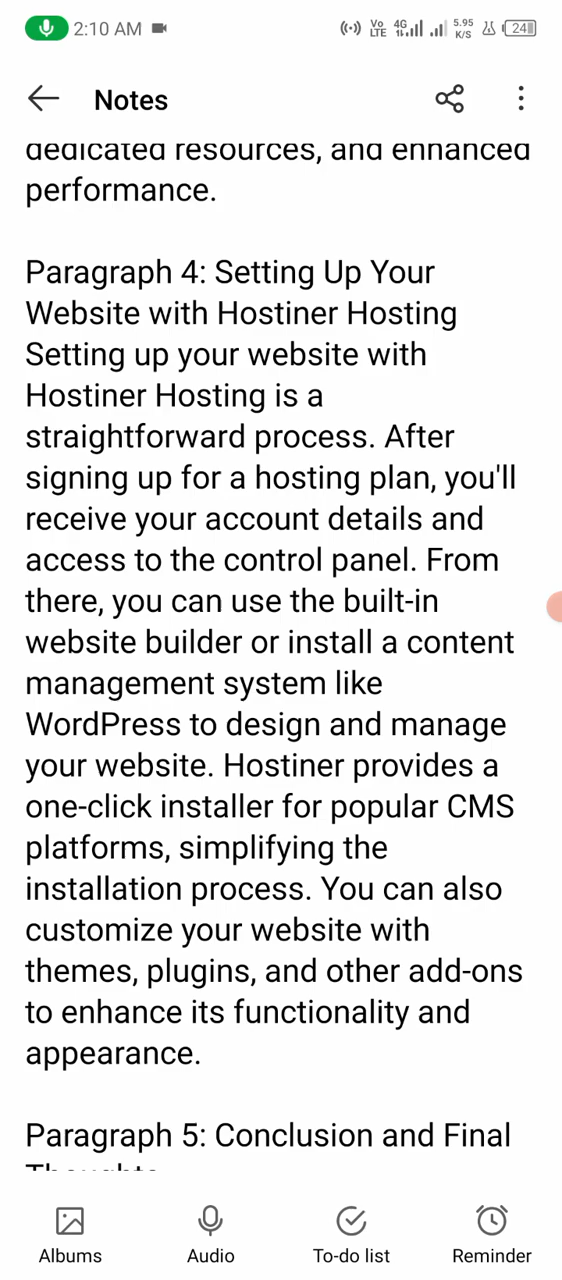 2:10 AM
Vo LTE 4G 5.95 K/S 24
Notes
dedicated resources, and enhanced
performance.
Paragraph 4: Setting Up Your
Website with Hostiner Hosting
Setting up your website with
Hostiner Hosting is a
straightforward process. After
signing up for a hosting plan, you'll
receive your account details and
access to the control panel. From
there, you can use the built-in
website builder or install a content
management system like
WordPress to design and manage
your website. Hostiner provides a
one-click installer for popular CMS
platforms, simplifying the
installation process. You can also
customize your website with
themes, plugins, and other add-ons
to enhance its functionality and
appearance.
Paragraph 5: Conclusion and Final
Thoughts
Albums Audio To-do list Reminder